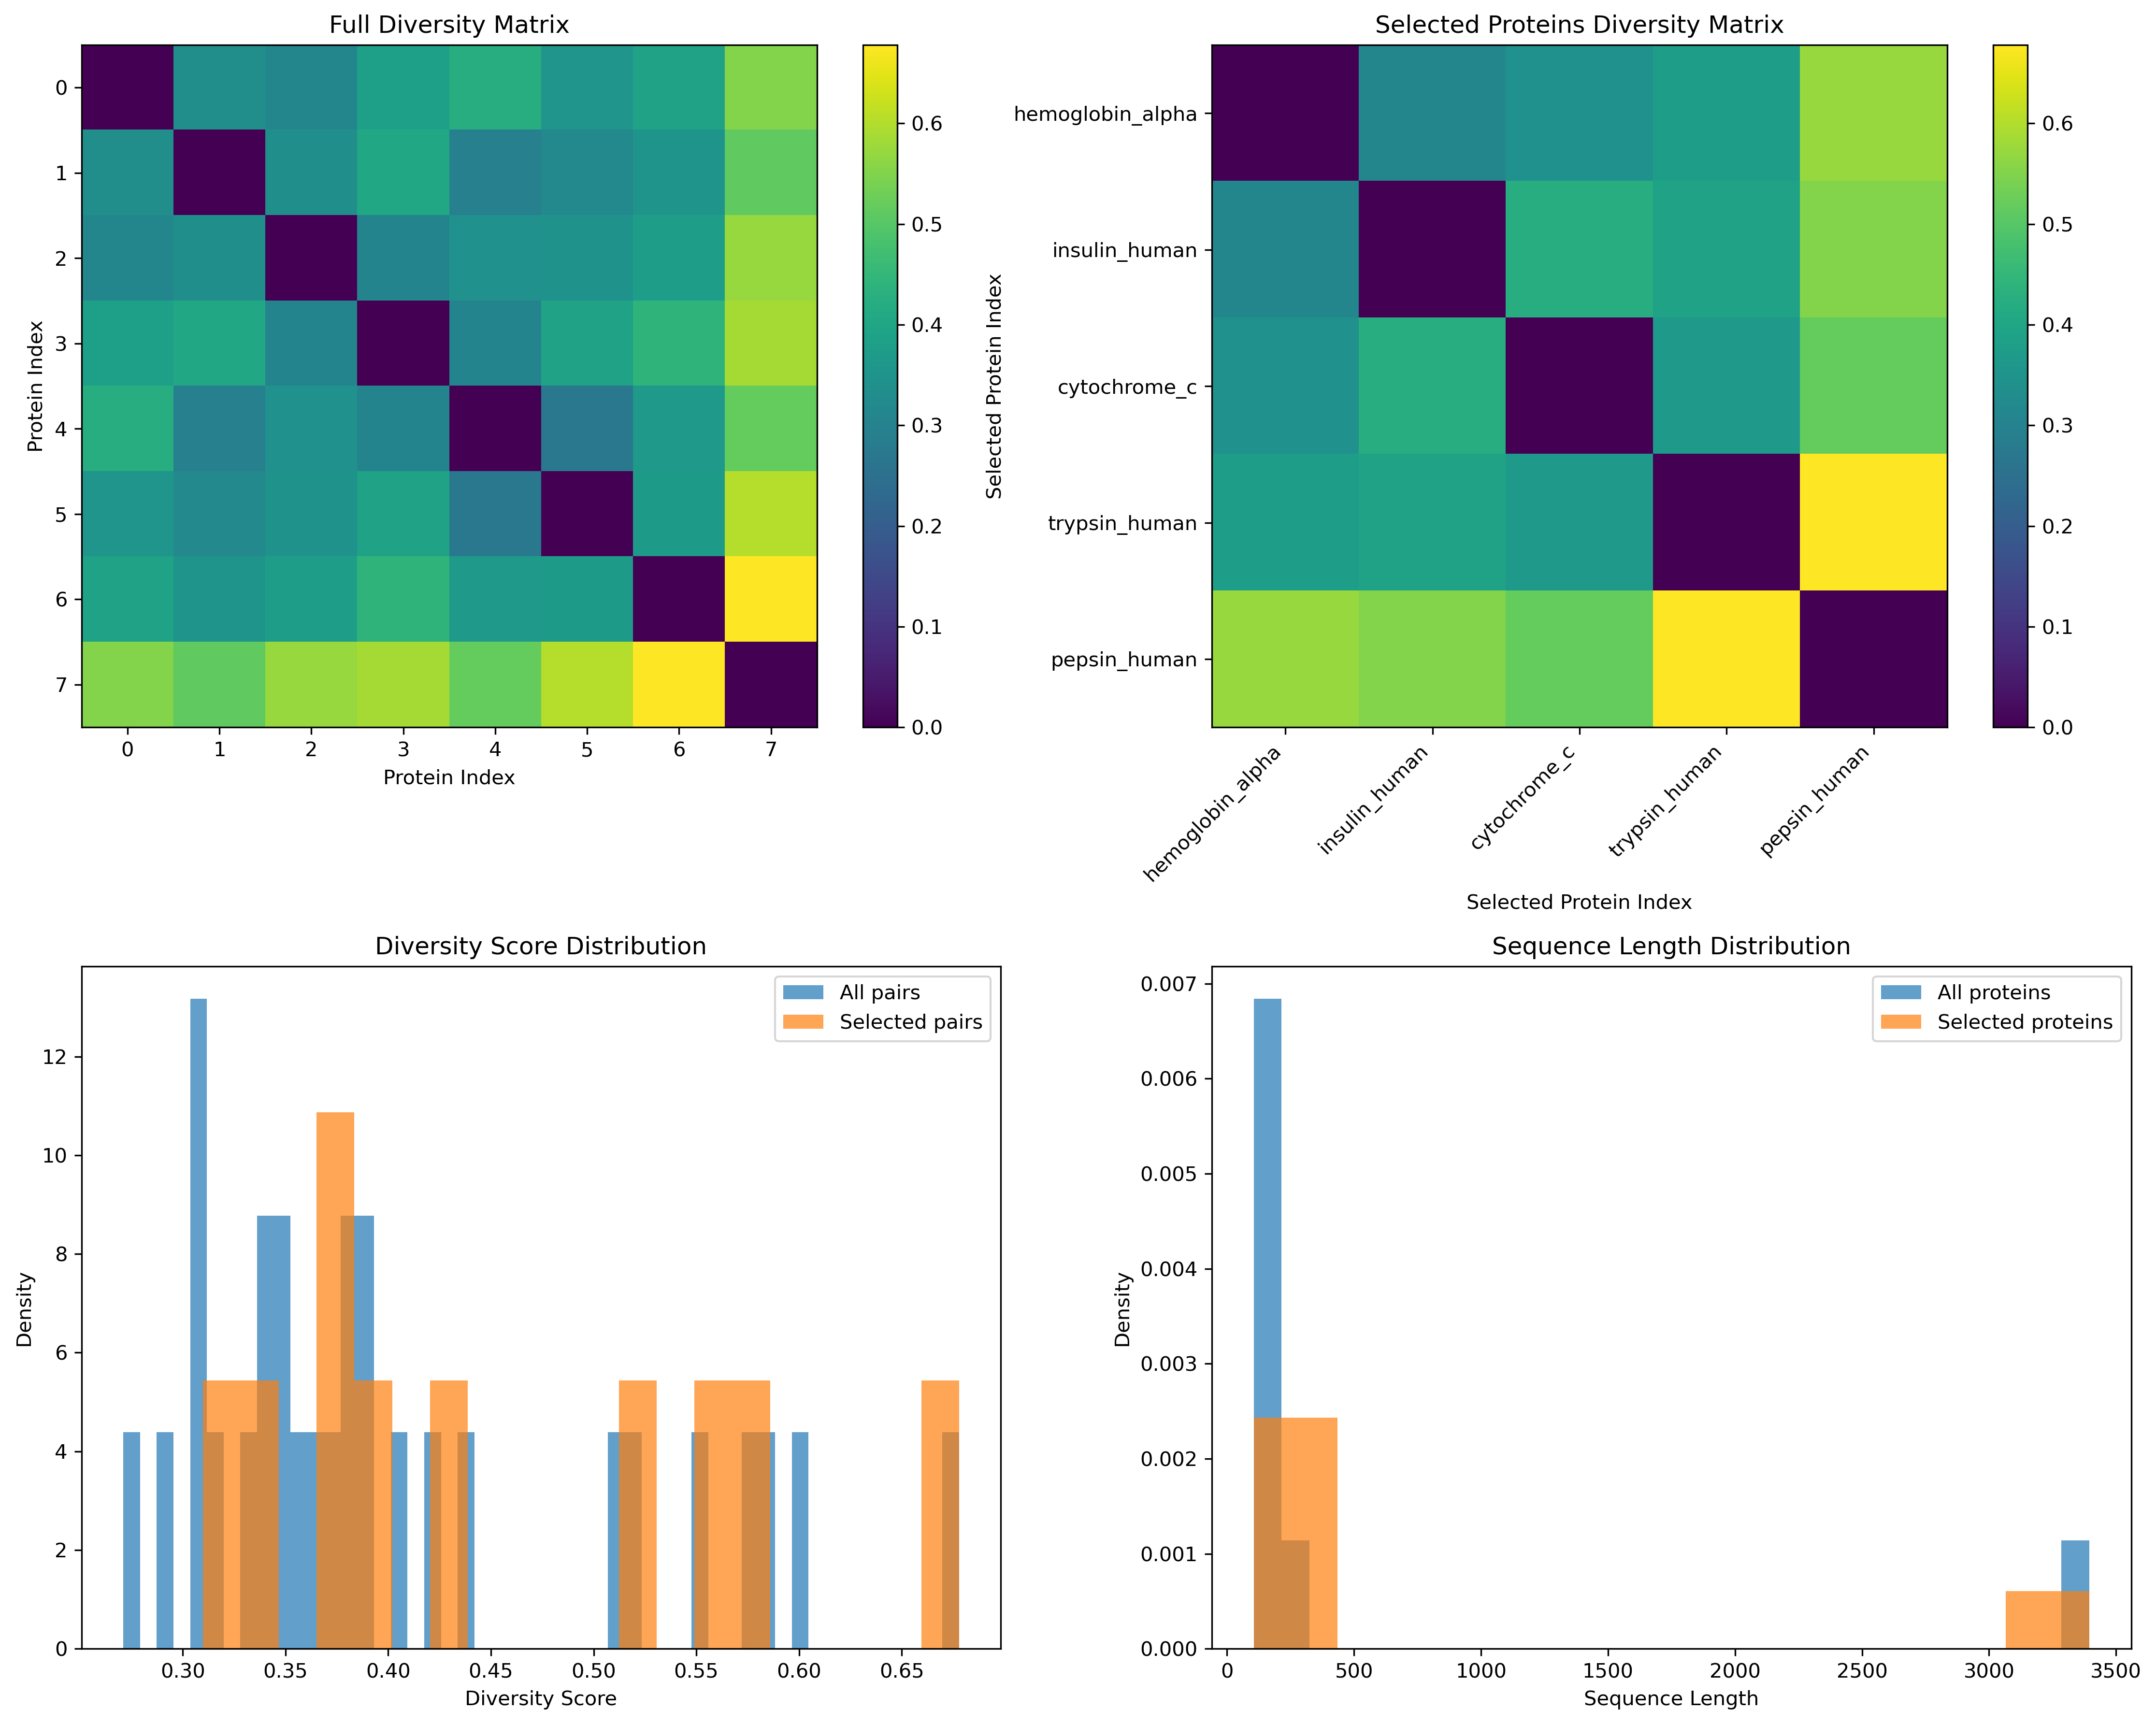 Full Diversity Matrix
Protein Index
0
1
2
3
4
5
6
7
0 1 2 3 4 5 6 7
Protein Index
0.6
0.5
0.4
0.3
0.2
0.1
0.0
Selected Proteins Diversity Matrix
Selected Protein Index
hemoglobin_alpha
insulin_human
cytochrome_c
trypsin_human
pepsin_human
hemoglobin_alpha
insulin_human
cytochrome_c
trypsin_human
pepsin_human
Selected Protein Index
0.6
0.5
0.4
0.3
0.2
0.1
0.0
Diversity Score Distribution
All pairs
Selected pairs
Density
12
10
8
6
4
2
0
0.30 0.35 0.40 0.45 0.50 0.55 0.60 0.65
Diversity Score
Sequence Length Distribution
All proteins
Selected proteins
Density
0.007
0.006
0.005
0.004
0.003
0.002
0.001
0.000
0 500 1000 1500 2000 2500 3000 3500
Sequence Length